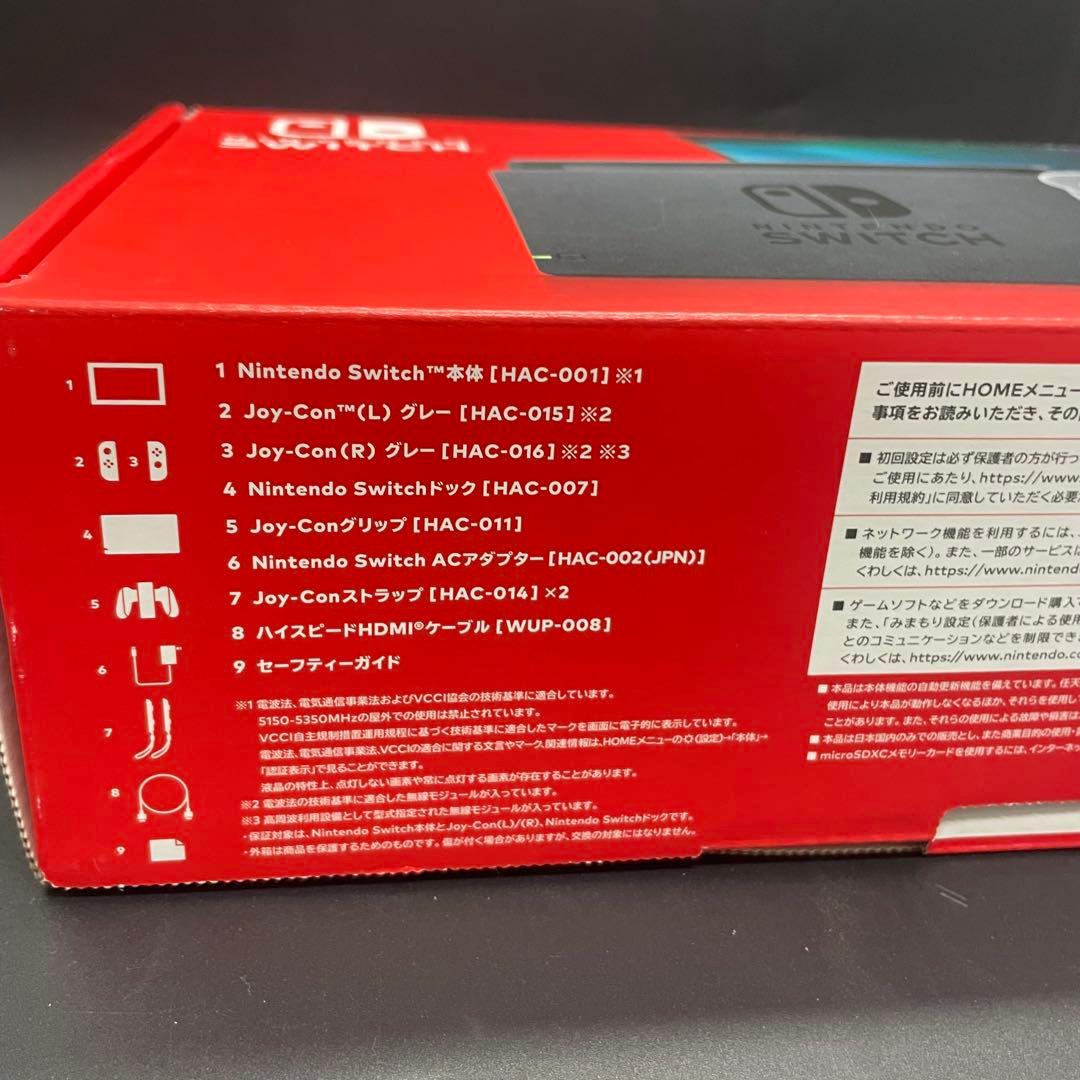 SWITCH
NINTENDO
SWITCH
1 Nintendo Switch™本体 [HAC-001] ※1
2 Joy-Con™(L) グレー [HAC-015] ※2
3 Joy-Con(R) グレー [HAC-016] ※2 ※3
4 Nintendo Switchドック [HAC-007]
5 Joy-Conグリップ [HAC-011]
6 Nintendo Switch ACアダプター [HAC-002(JPN)]
7 Joy-Conストラップ [HAC-014] ×2
8 ハイスピードHDMI®ケーブル [WUP-008]
9 セーフティーガイド
1
2 3
4
5
6
7
8
9
※1 電波法、電気通信事業法およびVCCI協会の技術基準に適合しています。
5150-5350MHzの屋外での使用は禁止されています。
VCCI自主規制措置運用規程に基づく技術基準に適合したマークを画面に電子的に表示しています。
電波法、電気通信事業法、VCCIの適合に関する文言やマーク、関連情報は、HOMEメニューの(設定)→「本体」→
「認証表示」で見ることができます。
液晶の特性上、点灯しない画素や常に点灯する画素が存在することがあります。
※2 電波法の技術基準に適合した無線モジュールが入っています。
※3 高周波利用設備として型式指定された無線モジュールが入っています。
・保証対象は、Nintendo Switch本体とJoy-Con(L)/(R)、Nintendo Switchドックです。
・外箱は商品を保護するためのものです。傷が付く場合がありますが、交換の対象にはなりません。
ご使用前にHOMEメニュー
事項をお読みいただき、その
■ 初回設定は必ず保護者の方が行っ
ご使用にあたり、https://www.
利用規約」に同意していただく必要
■ ネットワーク機能を利用するには、
機能を除く)。また、一部のサービス
くわしくは、https://www.nintend
■ ゲームソフトなどをダウンロード購入
また、「みまもり設定(保護者による使用
とのコミュニケーションなどを制限でき
くわしくは、https://www.nintendo.c
■ 本品は本体機能の自動更新機能を備えています。任天
使用により本品が動作しなくなるほか、それらを使用し
ことがあります。また、それらの使用による故障や損害は
■ 本品は日本国内のみでの販売とし、また商業目的の使用・
■ microSDXCメモリーカードを使用するには、インターネッ